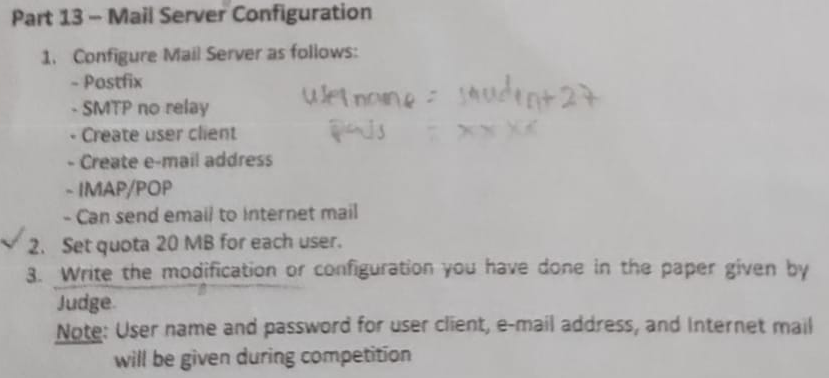 Part 13 – Mail Server Configuration
1. Configure Mail Server as follows:
- Postfix
- SMTP no relay
username = student27
- Create user client
pass = xxxx
- Create e-mail address
- IMAP/POP
- Can send email to Internet mail
✓ 2. Set quota 20 MB for each user.
3. Write the modification or configuration you have done in the paper given by
Judge.
Note: User name and password for user client, e-mail address, and Internet mail
will be given during competition